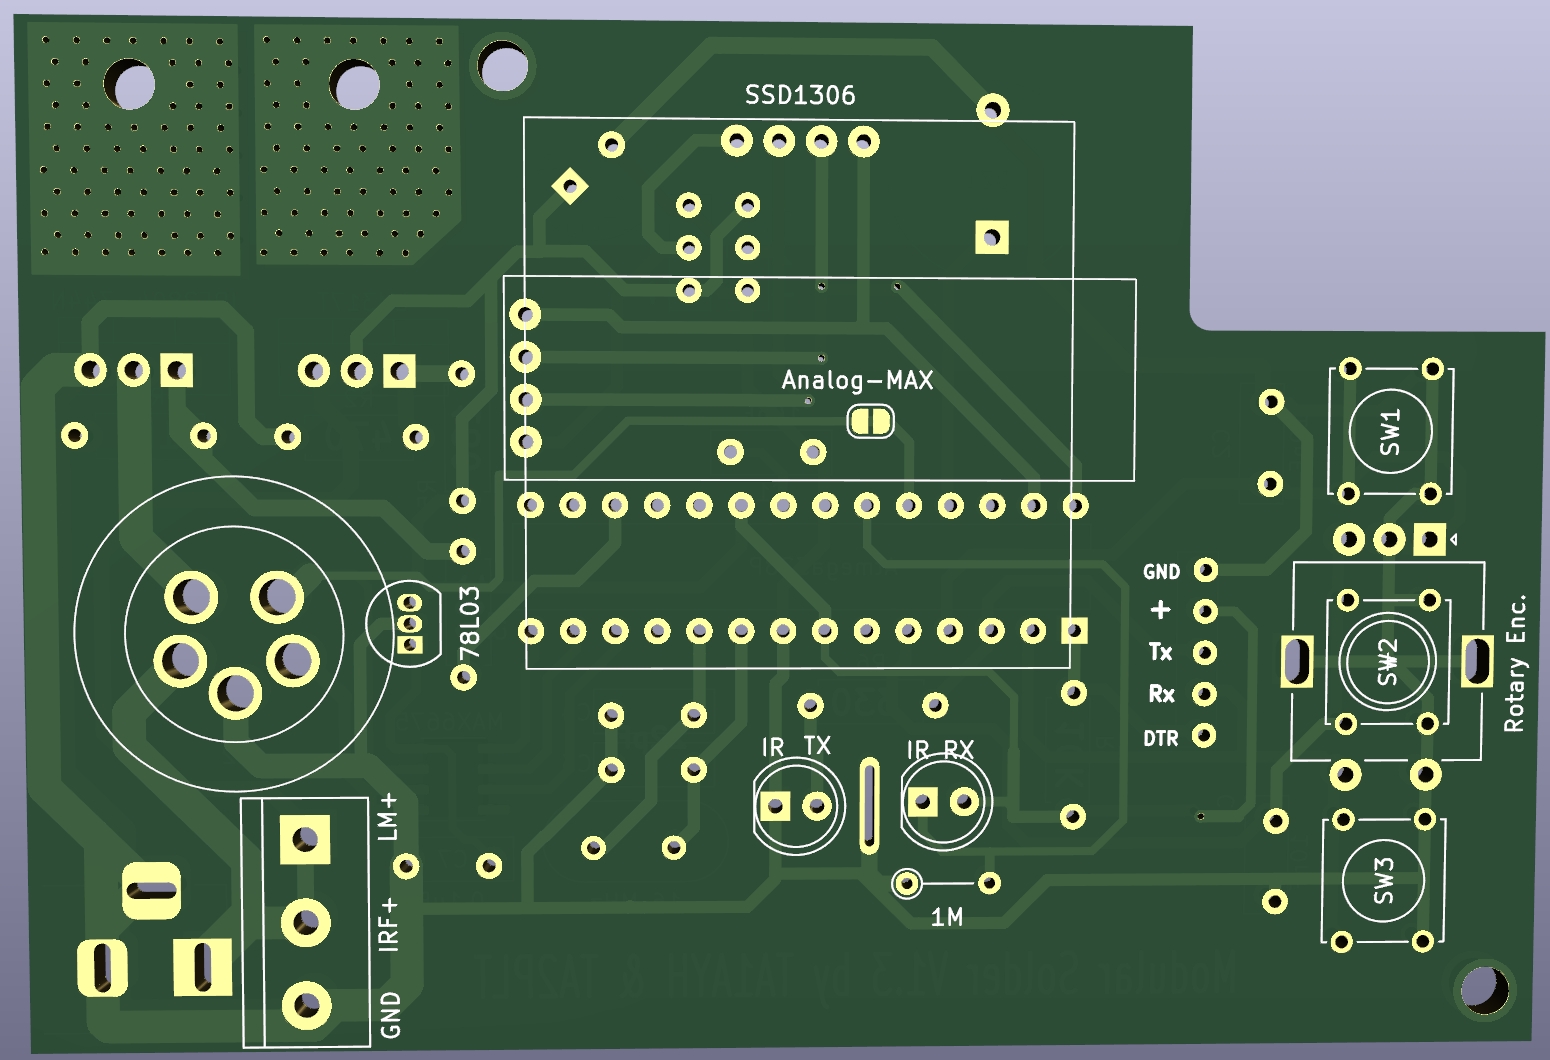 SSD1306
Analog-MAX
SW1
GND
+
Tx
Rx
DTR
SW2
Rotary Enc.
78L03
IR TX
IR RX
LM+
IRF+
GND
1M
SW3